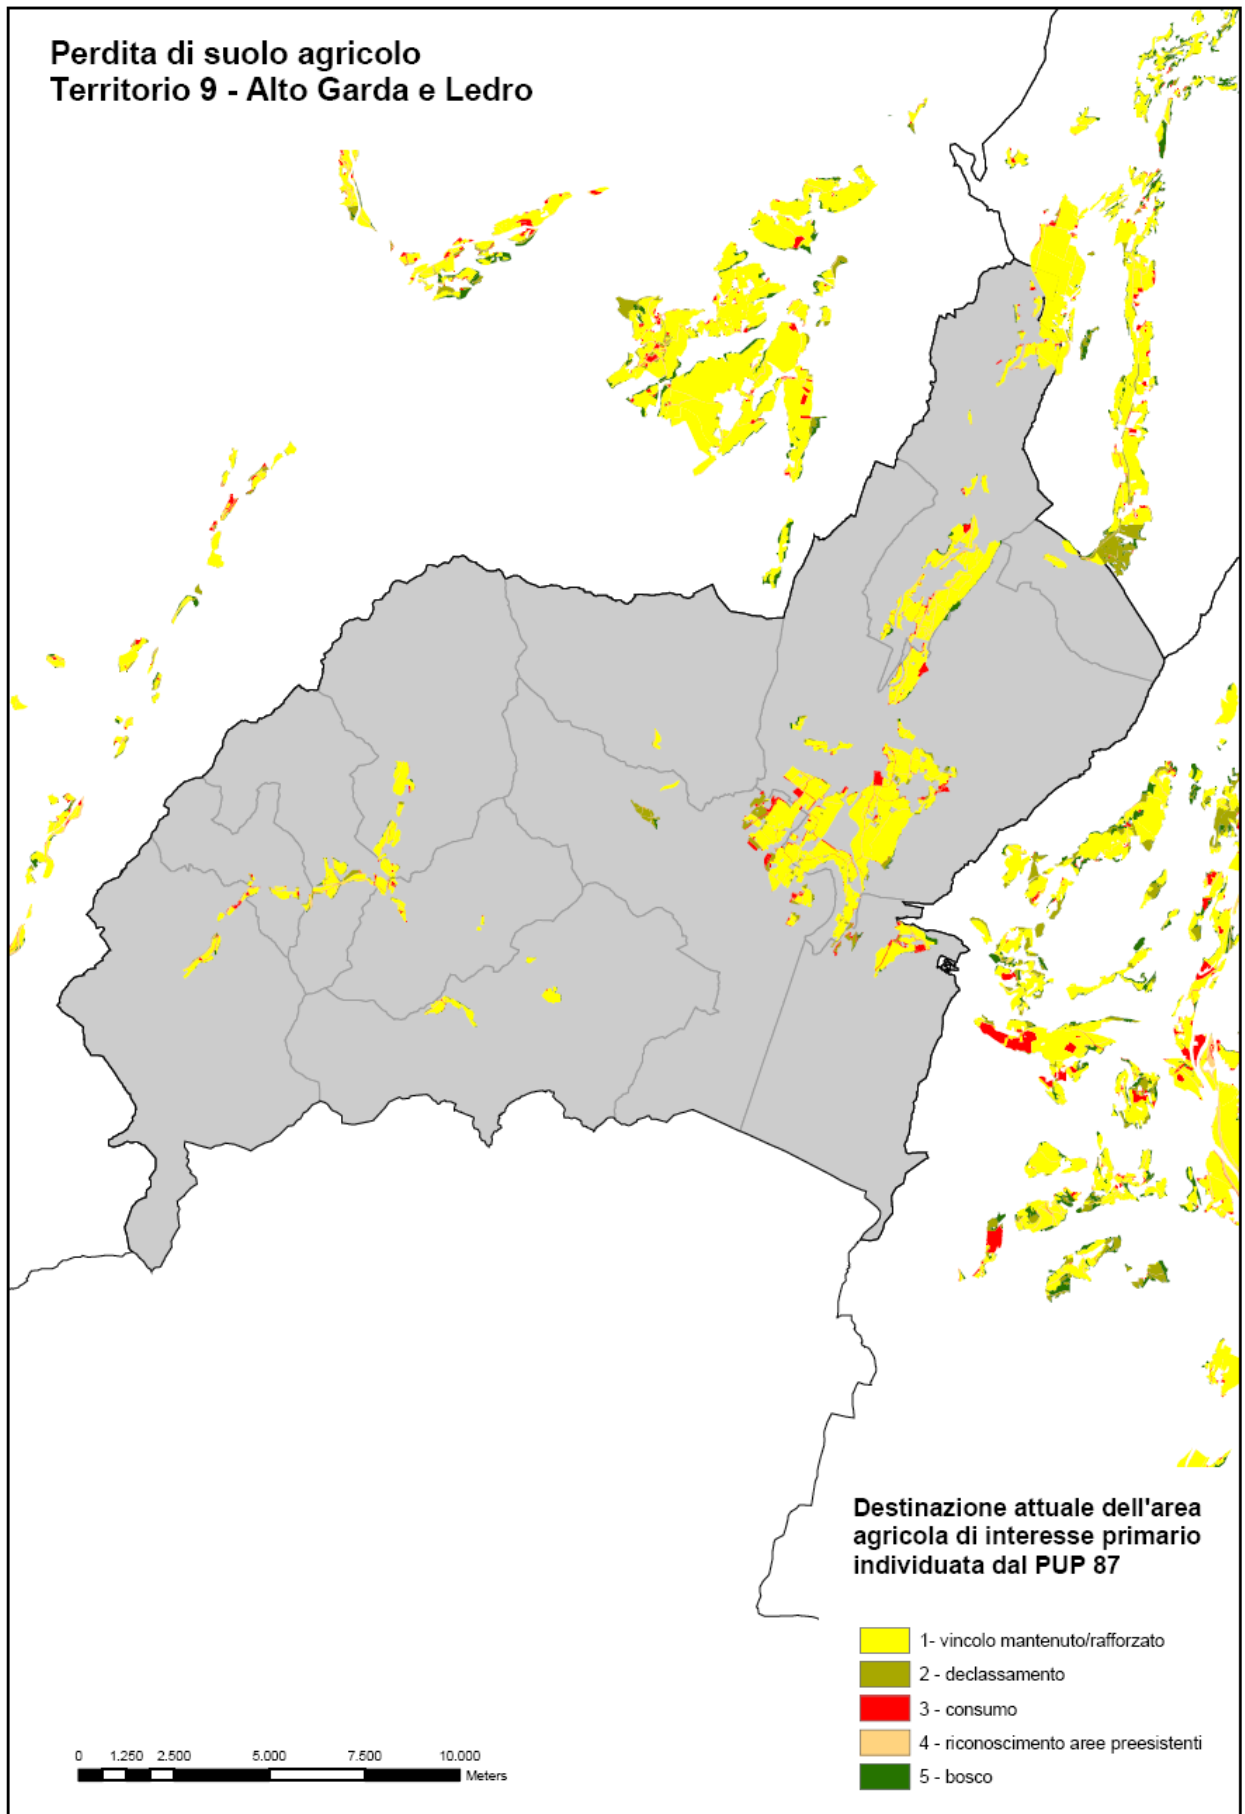 Perdita di suolo agricolo
Territorio 9 - Alto Garda e Ledro
Destinazione attuale dell'area
agricola di interesse primario
individuata dal PUP 87
1- vincolo mantenuto/rafforzato
2 - declassamento
3 - consumo
4 - riconoscimento aree preesistenti
5 - bosco
0 1.250 2.500 5.000 7.500 10.000
Meters